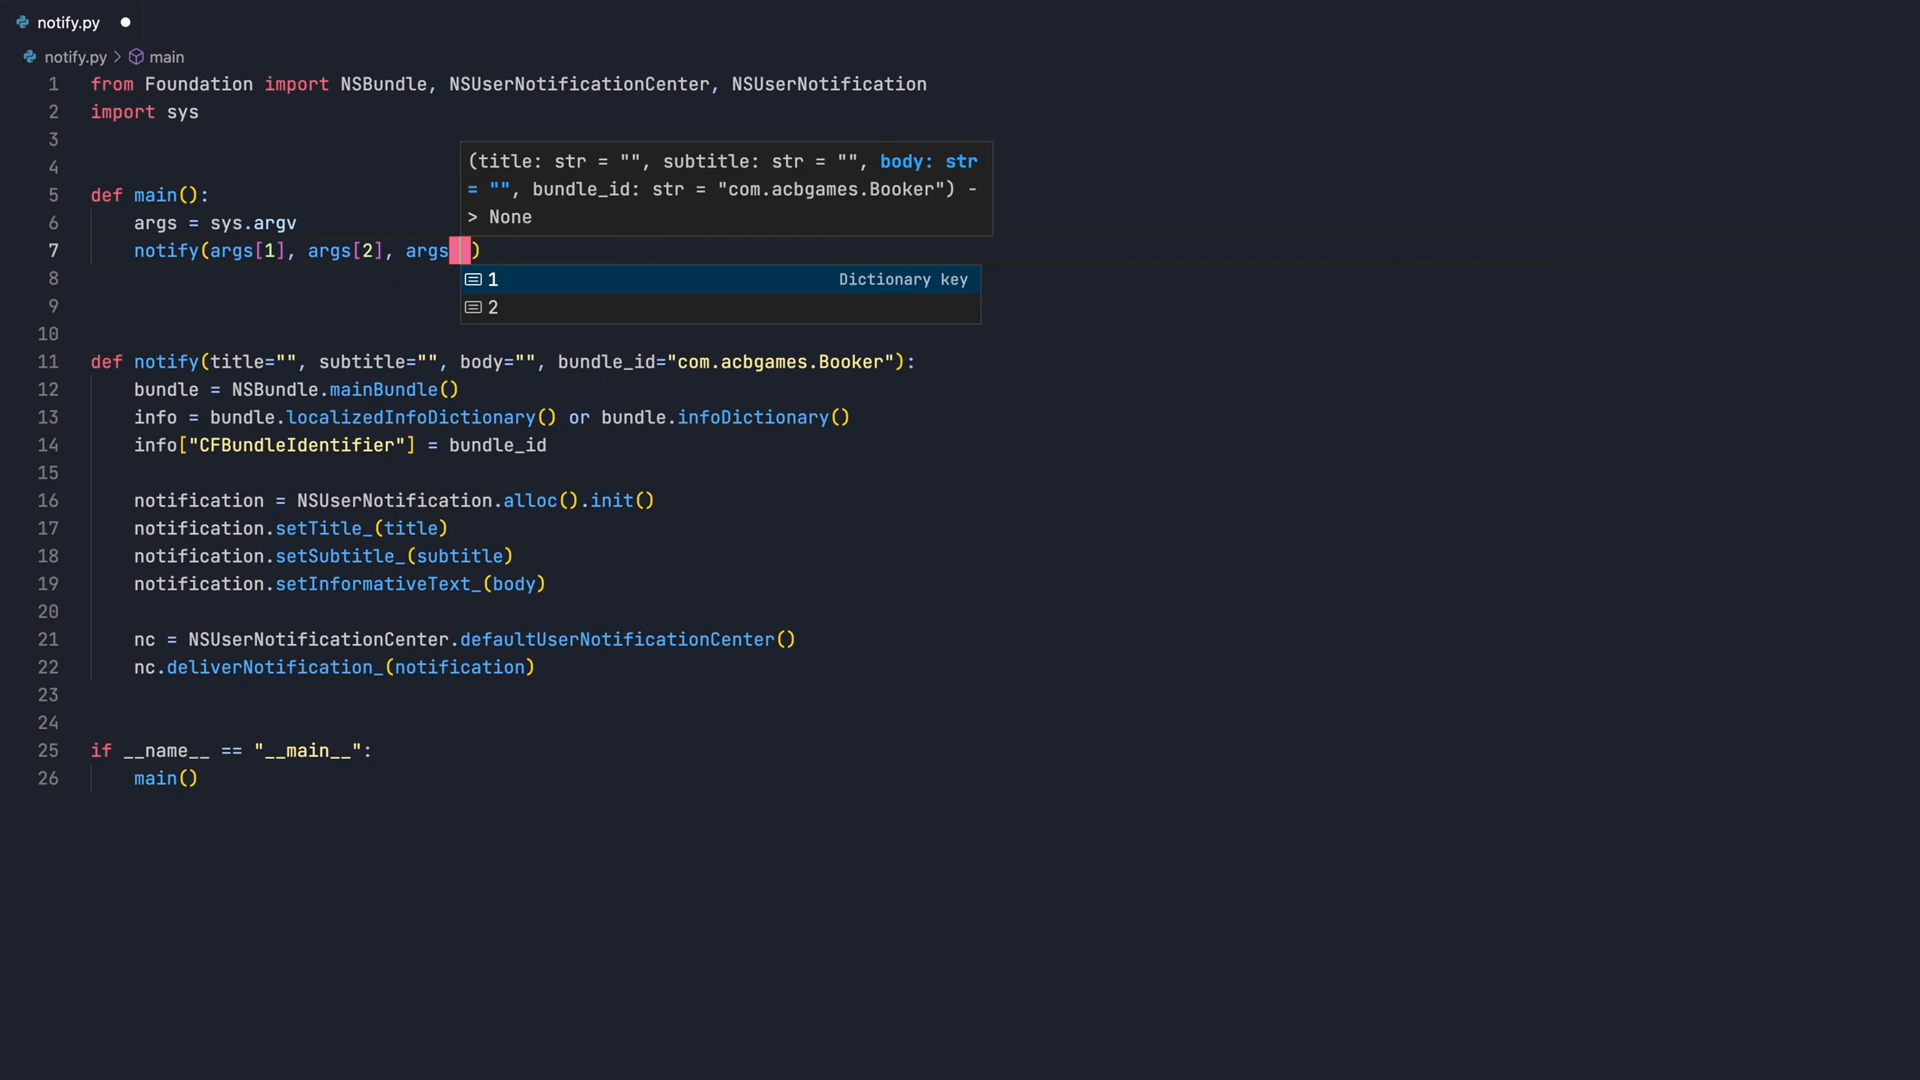 notify.py
notify.py > main
1 from Foundation import NSBundle, NSUserNotificationCenter, NSUserNotification
2 import sys
3
4
5 def main():
6 args = sys.argv
7 notify(args[1], args[2], args[])
8
9
10
11 def notify(title="", subtitle="", body="", bundle_id="com.acbgames.Booker"):
12 bundle = NSBundle.mainBundle()
13 info = bundle.localizedInfoDictionary() or bundle.infoDictionary()
14 info["CFBundleIdentifier"] = bundle_id
15
16 notification = NSUserNotification.alloc().init()
17 notification.setTitle_(title)
18 notification.setSubtitle_(subtitle)
19 notification.setInformativeText_(body)
20
21 nc = NSUserNotificationCenter.defaultUserNotificationCenter()
22 nc.deliverNotification_(notification)
23
24
25 if __name__ == "__main__":
26 main()
(title: str = "", subtitle: str = "", body: str
= "", bundle_id: str = "com.acbgames.Booker") -
> None
1 Dictionary key
2